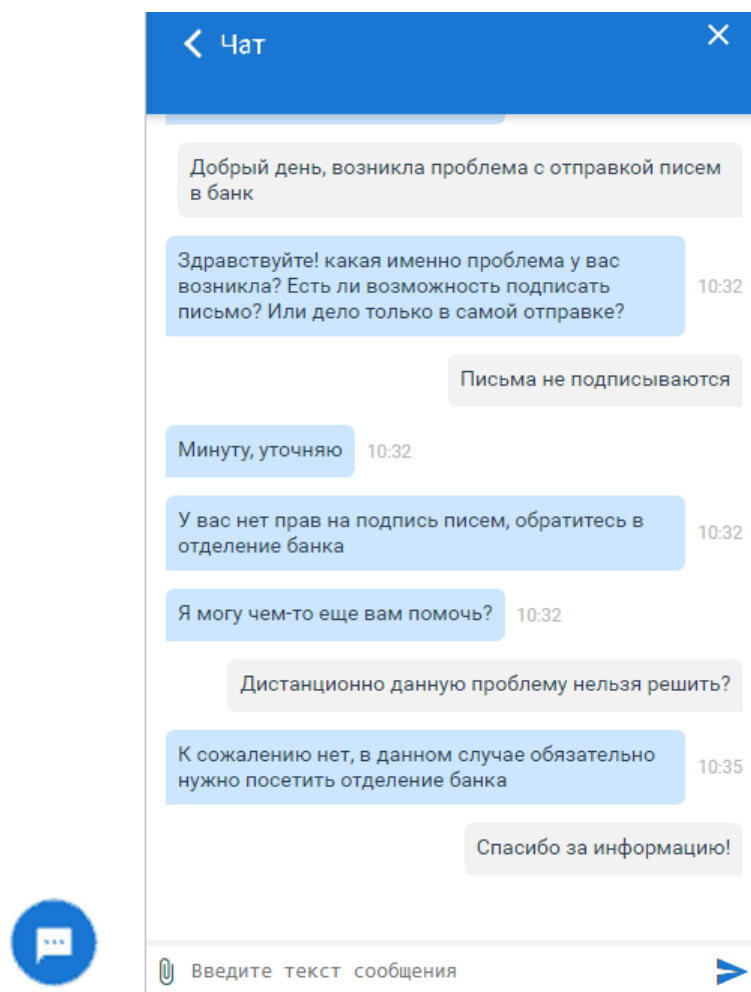 Чат
Добрый день, возникла проблема с отправкой писем
в банк
Здравствуйте! какая именно проблема у вас
возникла? Есть ли возможность подписать
письмо? Или дело только в самой отправке?
10:32
Письма не подписываются
Минуту, уточняю
10:32
У вас нет прав на подпись писем, обратитесь в
отделение банка
10:32
Я могу чем-то еще вам помочь?
10:32
Дистанционно данную проблему нельзя решить?
К сожалению нет, в данном случае обязательно
нужно посетить отделение банка
10:35
Спасибо за информацию!
Введите текст сообщения